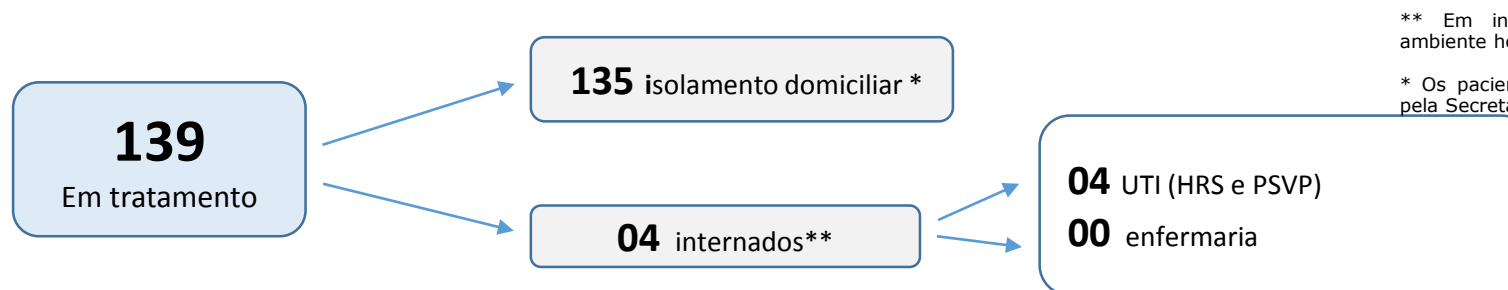 ** Em
ambiente
* Os
pela
135 isolamento domiciliar *
139
Em tratamento
04 internados**
04 UTI (HRS e PSVP)
00 enfermaria